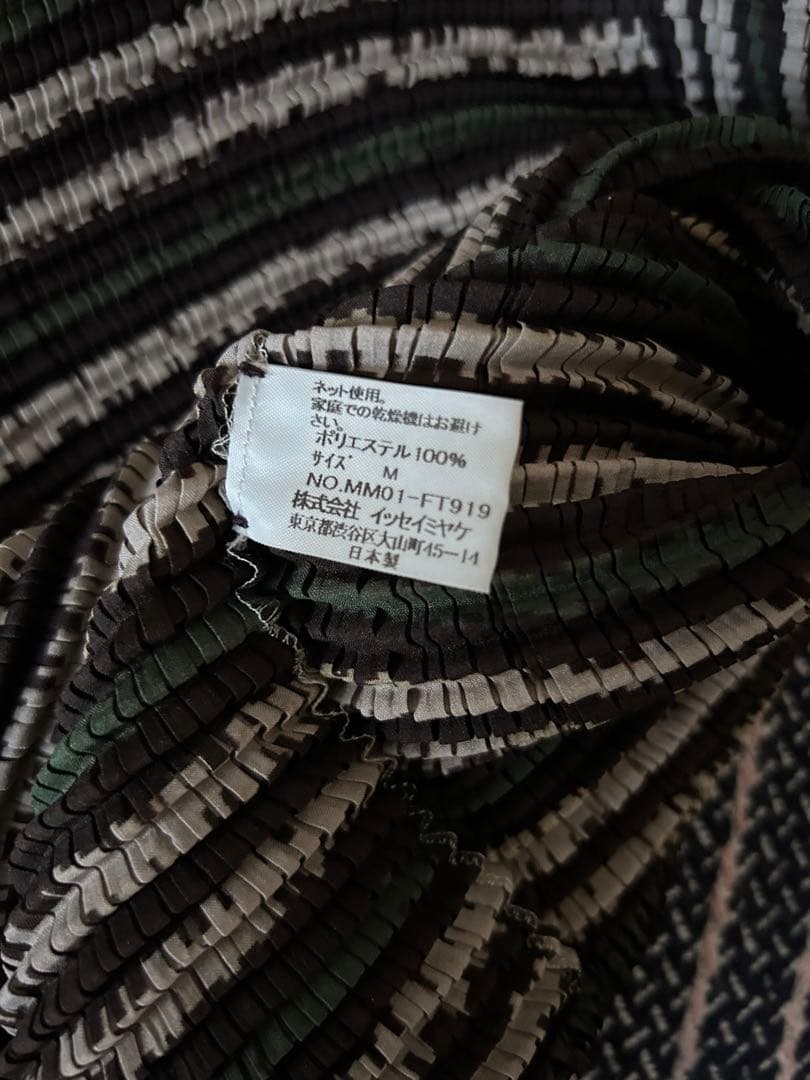 ネット使用。
家庭での乾燥機はお避け
さい。
ポリエステル100%
サイズ M
NO.MM01-FT919
株式会社 イッセイミヤケ
東京都渋谷区大山町45-14
日本製